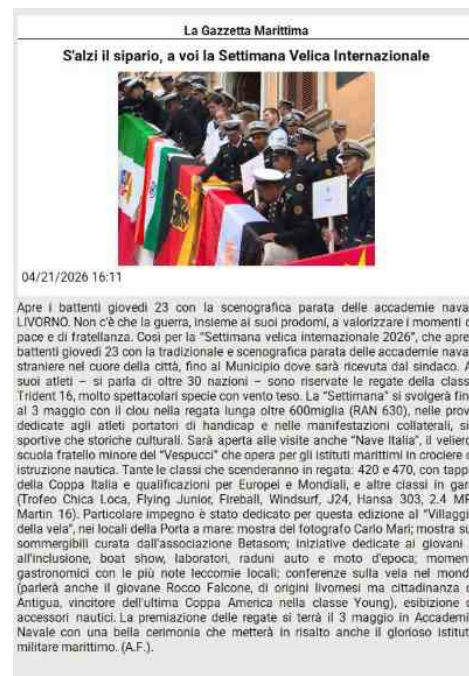 La Gazzetta Marittima
S'alzi il sipario, a voi la Settimana Velica Internazionale
04/21/2026 16:11
Apre i battenti giovedì 23 con la scenografica parata delle accademie nava
LIVORNO. Non c'è che la guerra, insieme ai suoi prodomi, a valorizzare i momenti d
pace e di fratellanza. Così per la "Settimana velica internazionale 2026", che apre
battenti giovedì 23 con la tradizionale e scenografica parata delle accademie nava
straniere nel cuore della città, fino al Municipio dove sarà ricevuta dal sindaco. A
suoi atleti – si parla di oltre 30 nazioni – sono riservate le regate della class
Trident 16, molto spettacolari specie con vento teso. La "Settimana" si svolgerà fin
al 3 maggio con il clou nella regata lunga oltre 600miglia (RAN 630), nelle prov
dedicate agli atleti portatori di handicap e nelle manifestazioni collaterali, si
sportive che storiche culturali. Sarà aperta alle visite anche "Nave Italia", il velier
scuola fratello minore del "Vespucci" che opera per gli istituti marittimi in crociere d
istruzione nautica. Tante le classi che scenderanno in regata: 420 e 470, con tapp
della Coppa Italia e qualificazioni per Europei e Mondiali, e altre classi in gar
(Trofeo Chica Loca, Flying Junior, Fireball, Windsurf, J24, Hansa 303, 2.4 MR
Martin 16). Particolare impegno è stato dedicato per questa edizione al "Villaggi
della vela", nei locali della Porta a mare: mostra del fotografo Carlo Mari; mostra su
sommergibili curata dall'associazione Betasom; iniziative dedicate ai giovani
all'inclusione, boat show, laboratori, raduni auto e moto d'epoca; momen
gastronomici con le più note leccornie locali; conferenze sulla vela nel mond
(parlerà anche il giovane Rocco Falcone, di origini livornesi ma cittadinanza d
Antigua, vincitore dell'ultima Coppa America nella classe Young), esibizione d
accessori nautici. La premiazione delle regate si terrà il 3 maggio in Accademi
Navale con una bella cerimonia che metterà in risalto anche il glorioso istitut
militare marittimo. (A.F.).